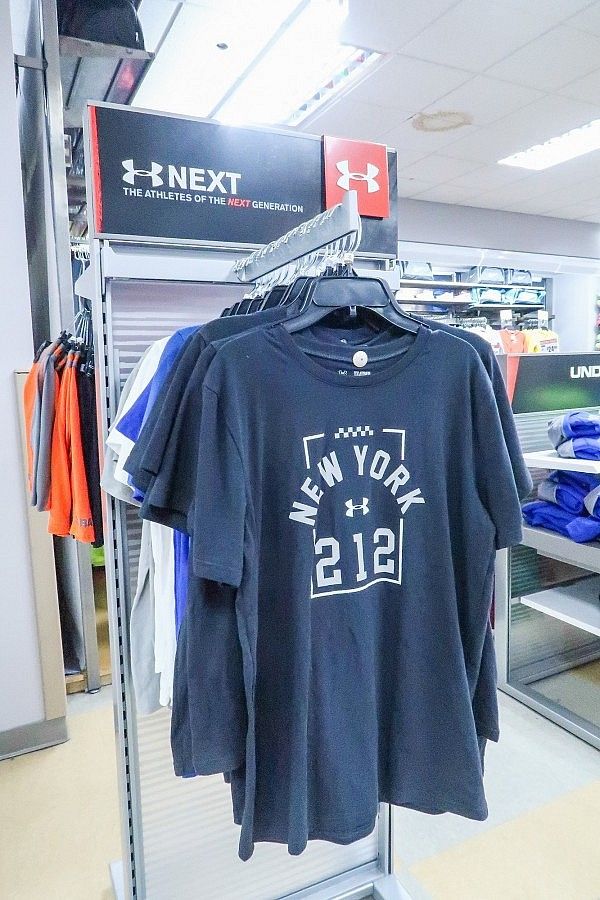 NEXT
THE ATHLETES OF THE NEXT GENERATION
NEW YORK
212
UND